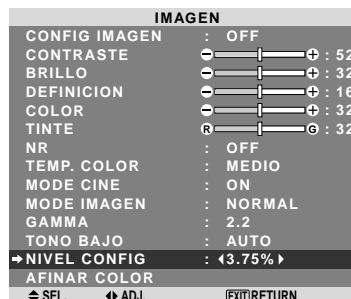 IMAGEN
CONFIG IMAGEN : OFF
CONTRASTE : 52
BRILLO : 32
DEFINICION : 16
COLOR : 32
TINTE R G : 32
NR : OFF
TEMP. COLOR : MEDIO
MODE CINE : ON
MODE IMAGEN : NORMAL
GAMMA : 2.2
TONO BAJO : AUTO
NIVEL CONFIG : 3.75%
AFINAR COLOR
SEL. ADJ. EXIT RETURN